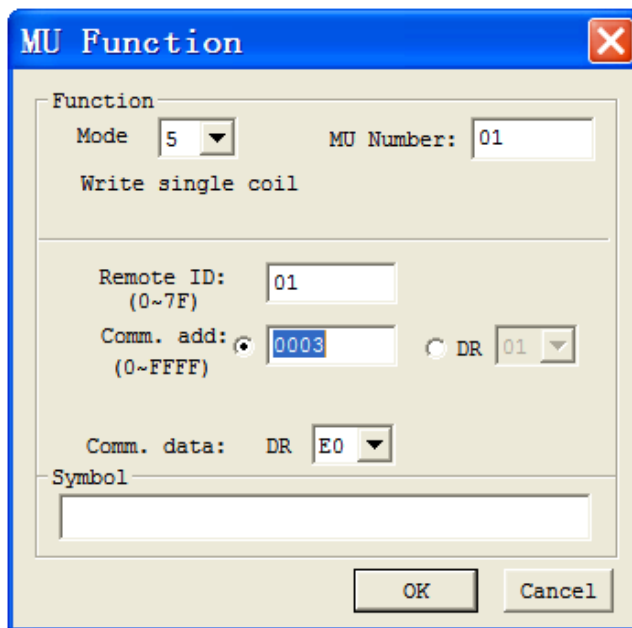 MU Function
Function
Mode 5 MU Number: 01
Write single coil
Remote ID: 01
(0~7F)
Comm. add: 0003 DR 01
(0~FFFF)
Comm. data: DR E0
Symbol
OK Cancel